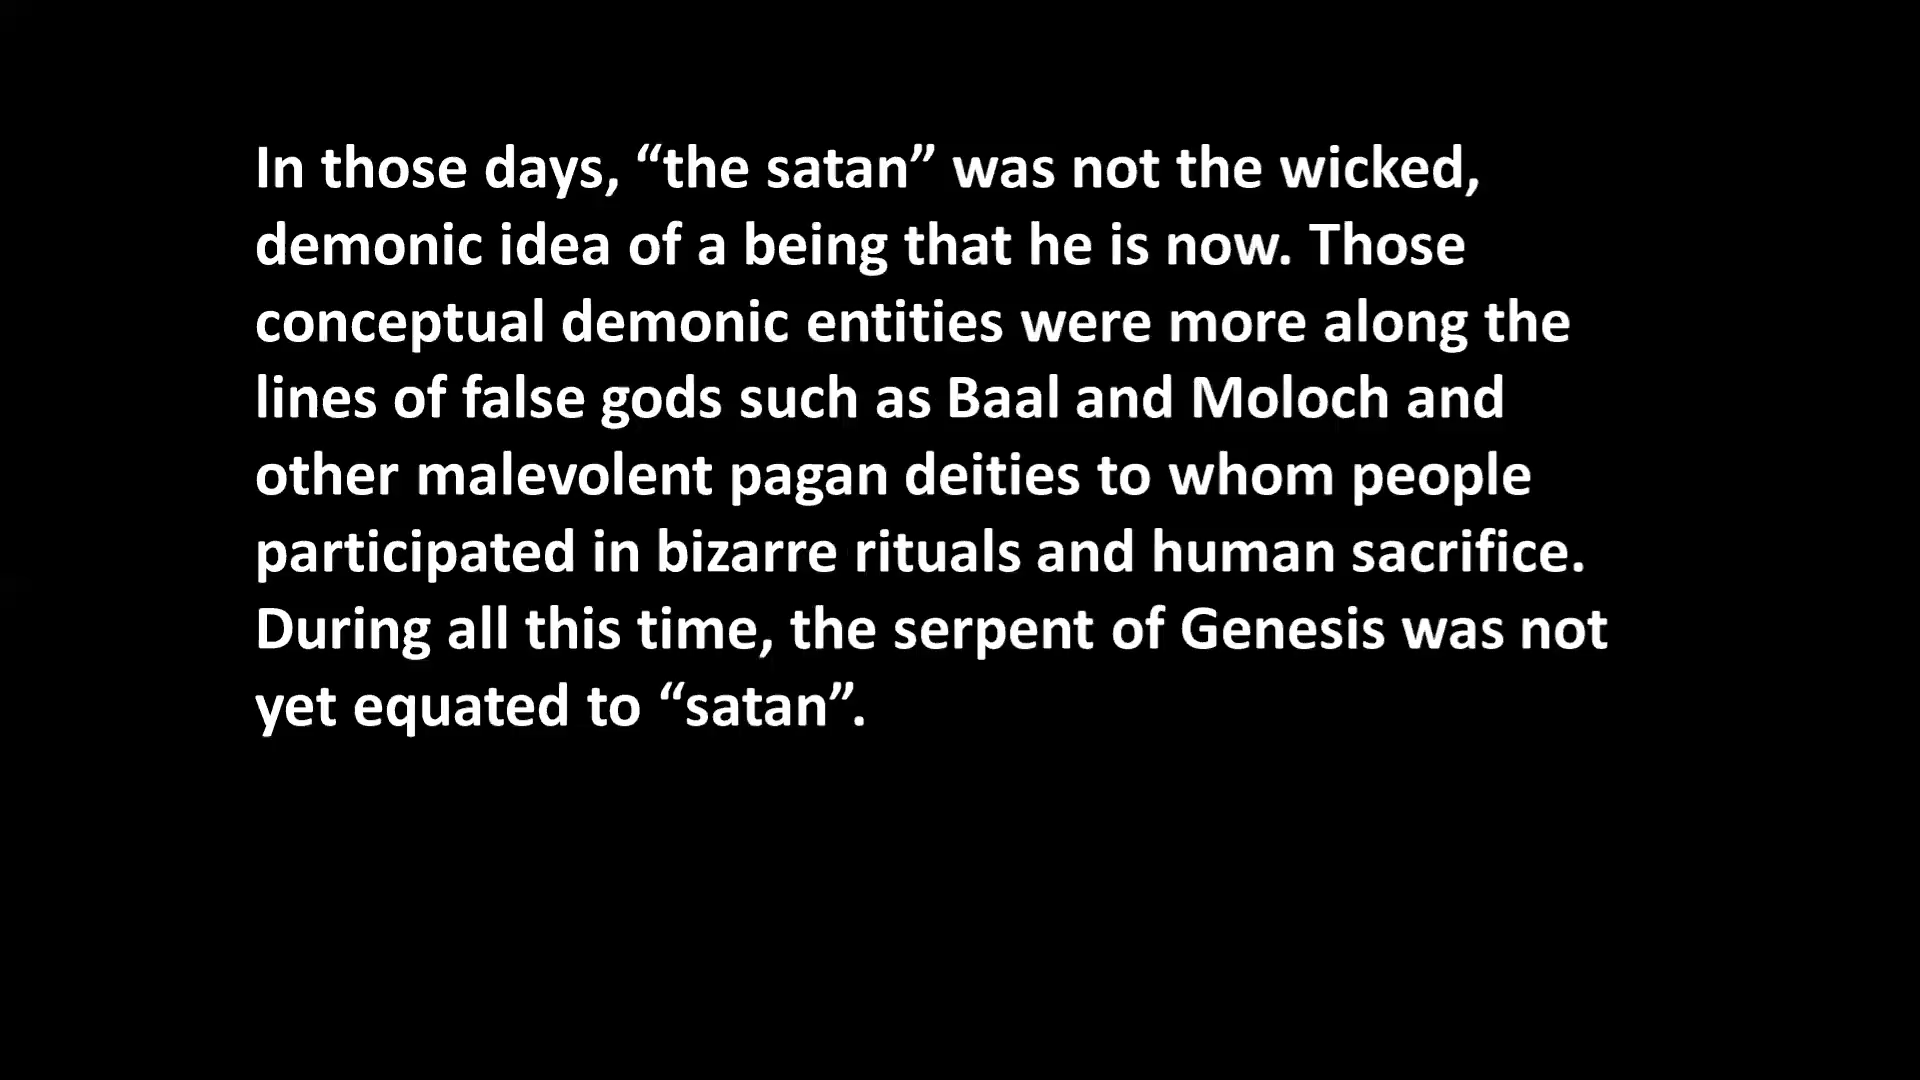 In those days, “the satan” was not the wicked,
demonic idea of a being that he is now. Those
conceptual demonic entities were more along the
lines of false gods such as Baal and Moloch and
other malevolent pagan deities to whom people
participated in bizarre rituals and human sacrifice.
During all this time, the serpent of Genesis was not
yet equated to “satan”.